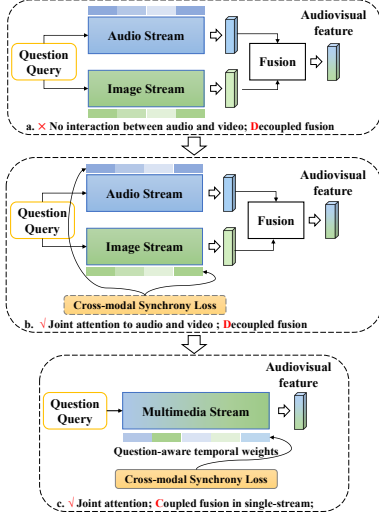 Audiovisual
feature
Question
Query
Audio Stream
Image Stream
Fusion
a. × No interaction between audio and video; Decoupled fusion
Audiovisual
feature
Question
Query
Audio Stream
Image Stream
Fusion
Cross-modal Synchrony Loss
b. √ Joint attention to audio and video ; Decoupled fusion
Audiovisual
feature
Question
Query
Multimedia Stream
Question-aware temporal weights
Cross-modal Synchrony Loss
c. √ Joint attention; Coupled fusion in single-stream;